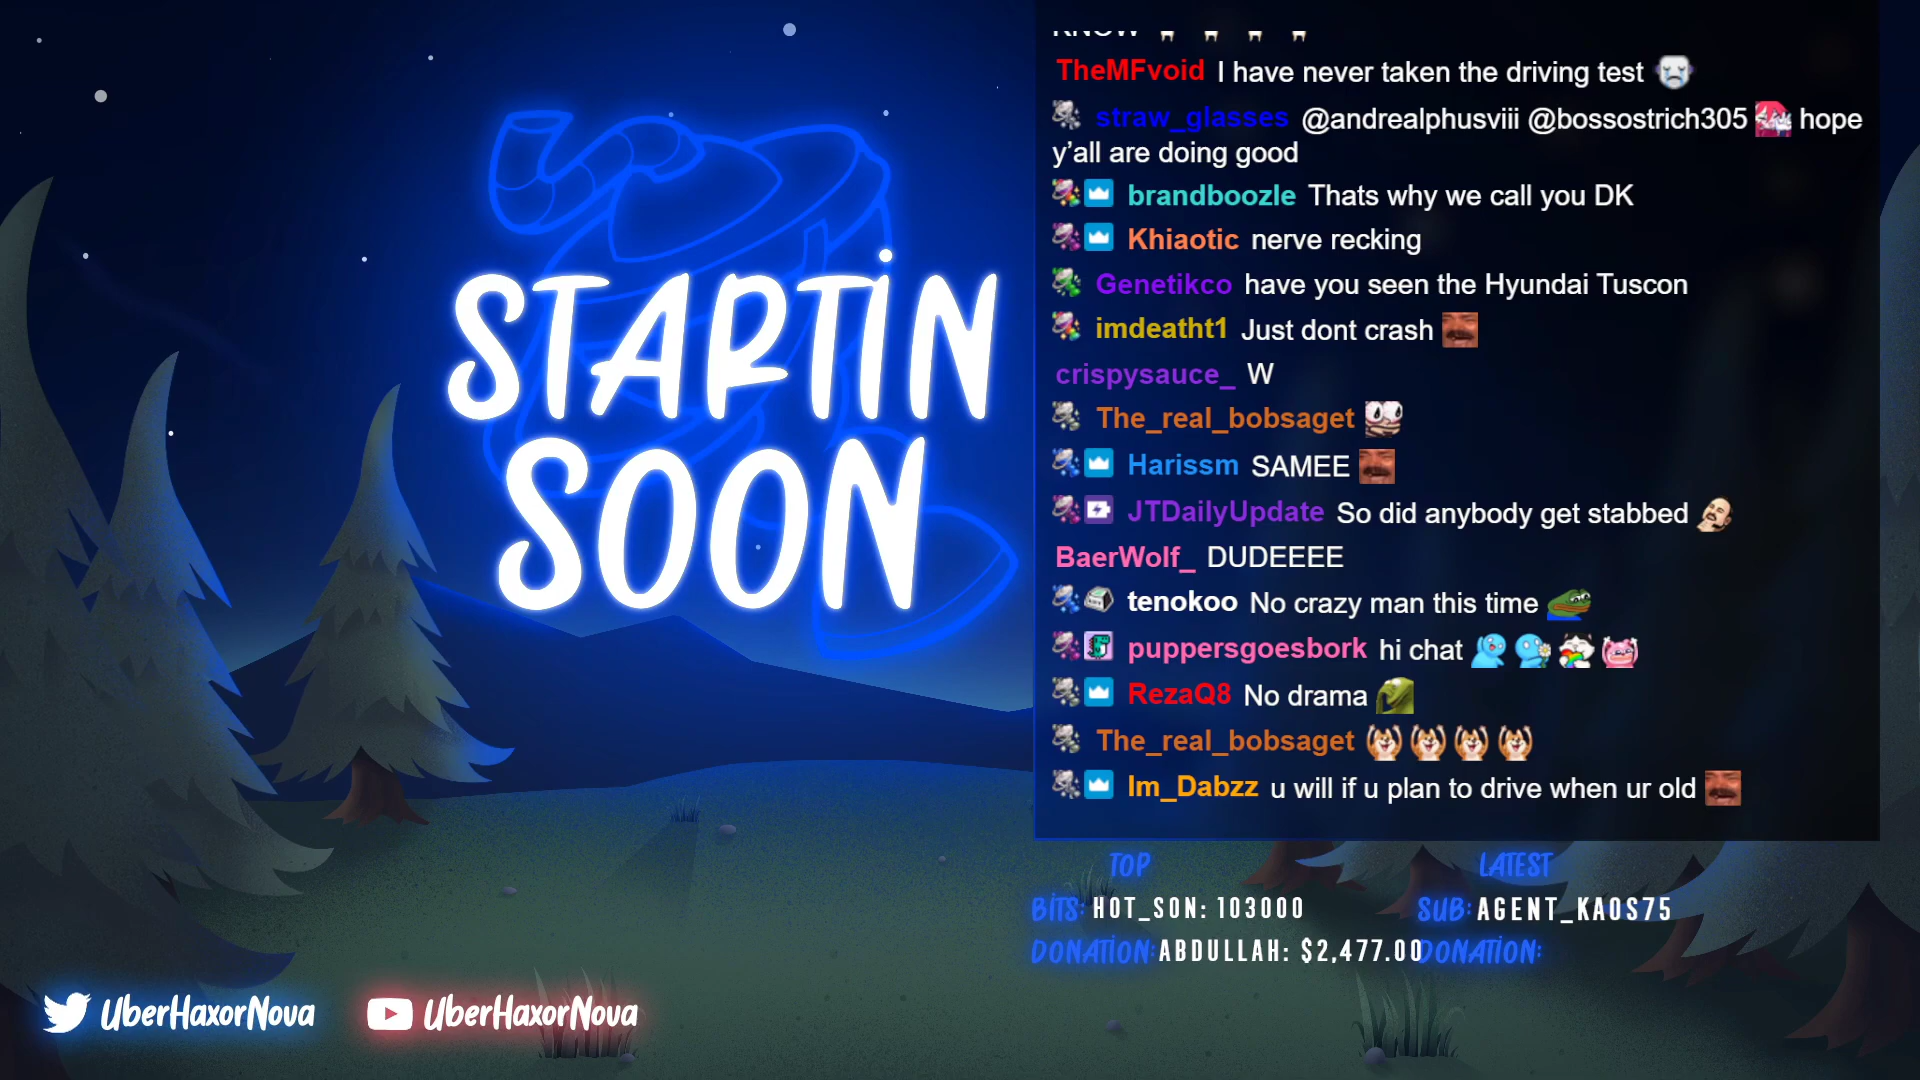 STARTIN
SOON
KNOW
TheMFvoid I have never taken the driving test
straw_glasses @andrealphusviii @bossostrich305 hope
y'all are doing good
brandboozle Thats why we call you DK
Khiaotic nerve recking
Genetikco have you seen the Hyundai Tuscon
imdeatht1 Just dont crash
crispysauce_ W
The_real_bobsaget
Harissm SAMEE
JTDailyUpdate So did anybody get stabbed
BaerWolf_ DUDEEEE
tenokoo No crazy man this time
puppersgoesbork hi chat
RezaQ8 No drama
The_real_bobsaget
Im_Dabzz u will if u plan to drive when ur old
TOP
BITS: HOT_SON: 103000
DONATION: ABDULLAH: $2,477.00
LATEST
SUB: AGENT_KAOS75
DONATION:
UberHaxorNova
UberHaxorNova